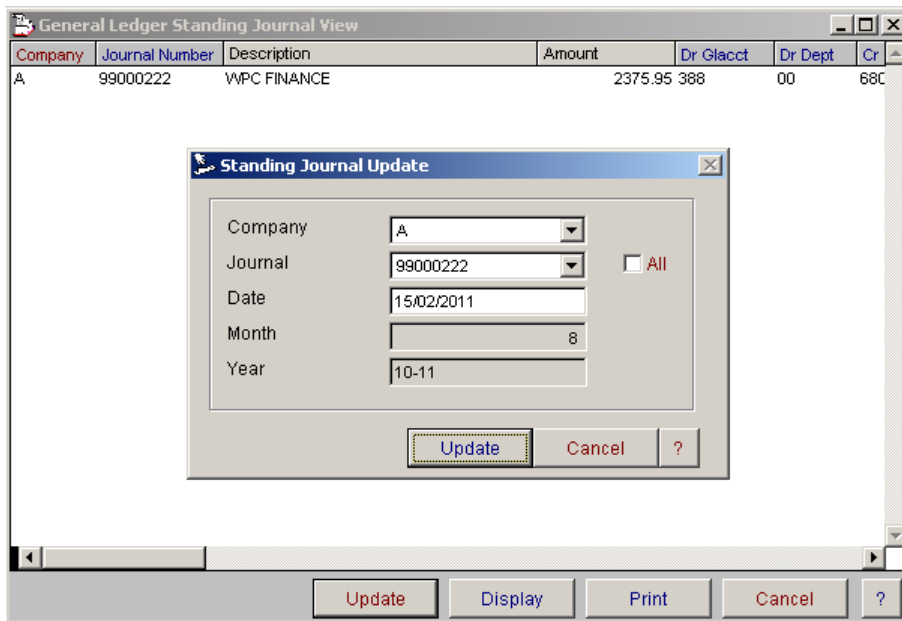 General Ledger Standing Journal View
Company Journal Number Description Amount Dr Glacct Dr Dept Cr
A 99000222 WPC FINANCE 2375.95 388 00 680
Standing Journal Update
Company A
Journal 99000222 All
Date 15/02/2011
Month 8
Year 10-11
Update Cancel ?
Update Display Print Cancel ?